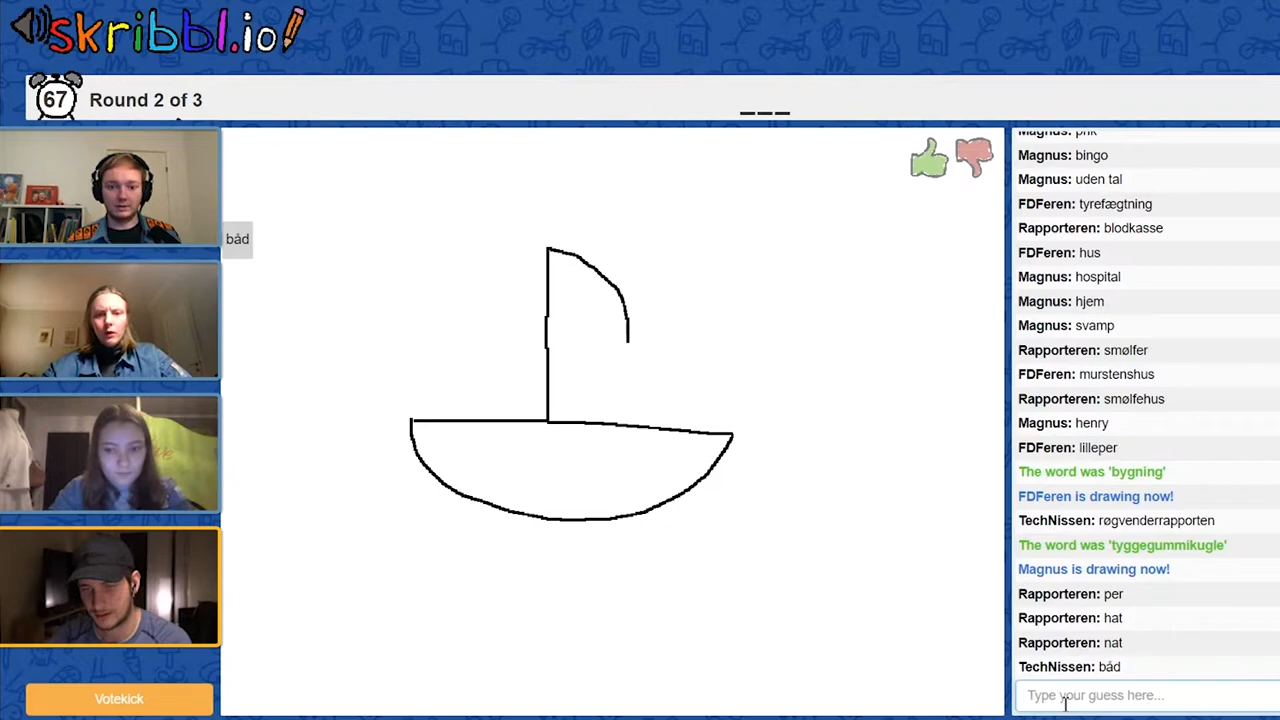 skribbl.io
67
Round 2 of 3
_ _ _
båd
Magnus: bingo
Magnus: uden tal
FDFeren: tyrefægtning
Rapporteren: blodkasse
FDFeren: hus
Magnus: hospital
Magnus: hjem
Magnus: svamp
Rapporteren: smølfer
FDFeren: murstenshus
Rapporteren: smølfehus
Magnus: henry
FDFeren: lilleper
The word was 'bygning'
FDFeren is drawing now!
TechNissen: røgvenderrapporten
The word was 'tyggegummikugle'
Magnus is drawing now!
Rapporteren: per
Rapporteren: hat
Rapporteren: nat
TechNissen: båd
Type your guess here...
Votekick